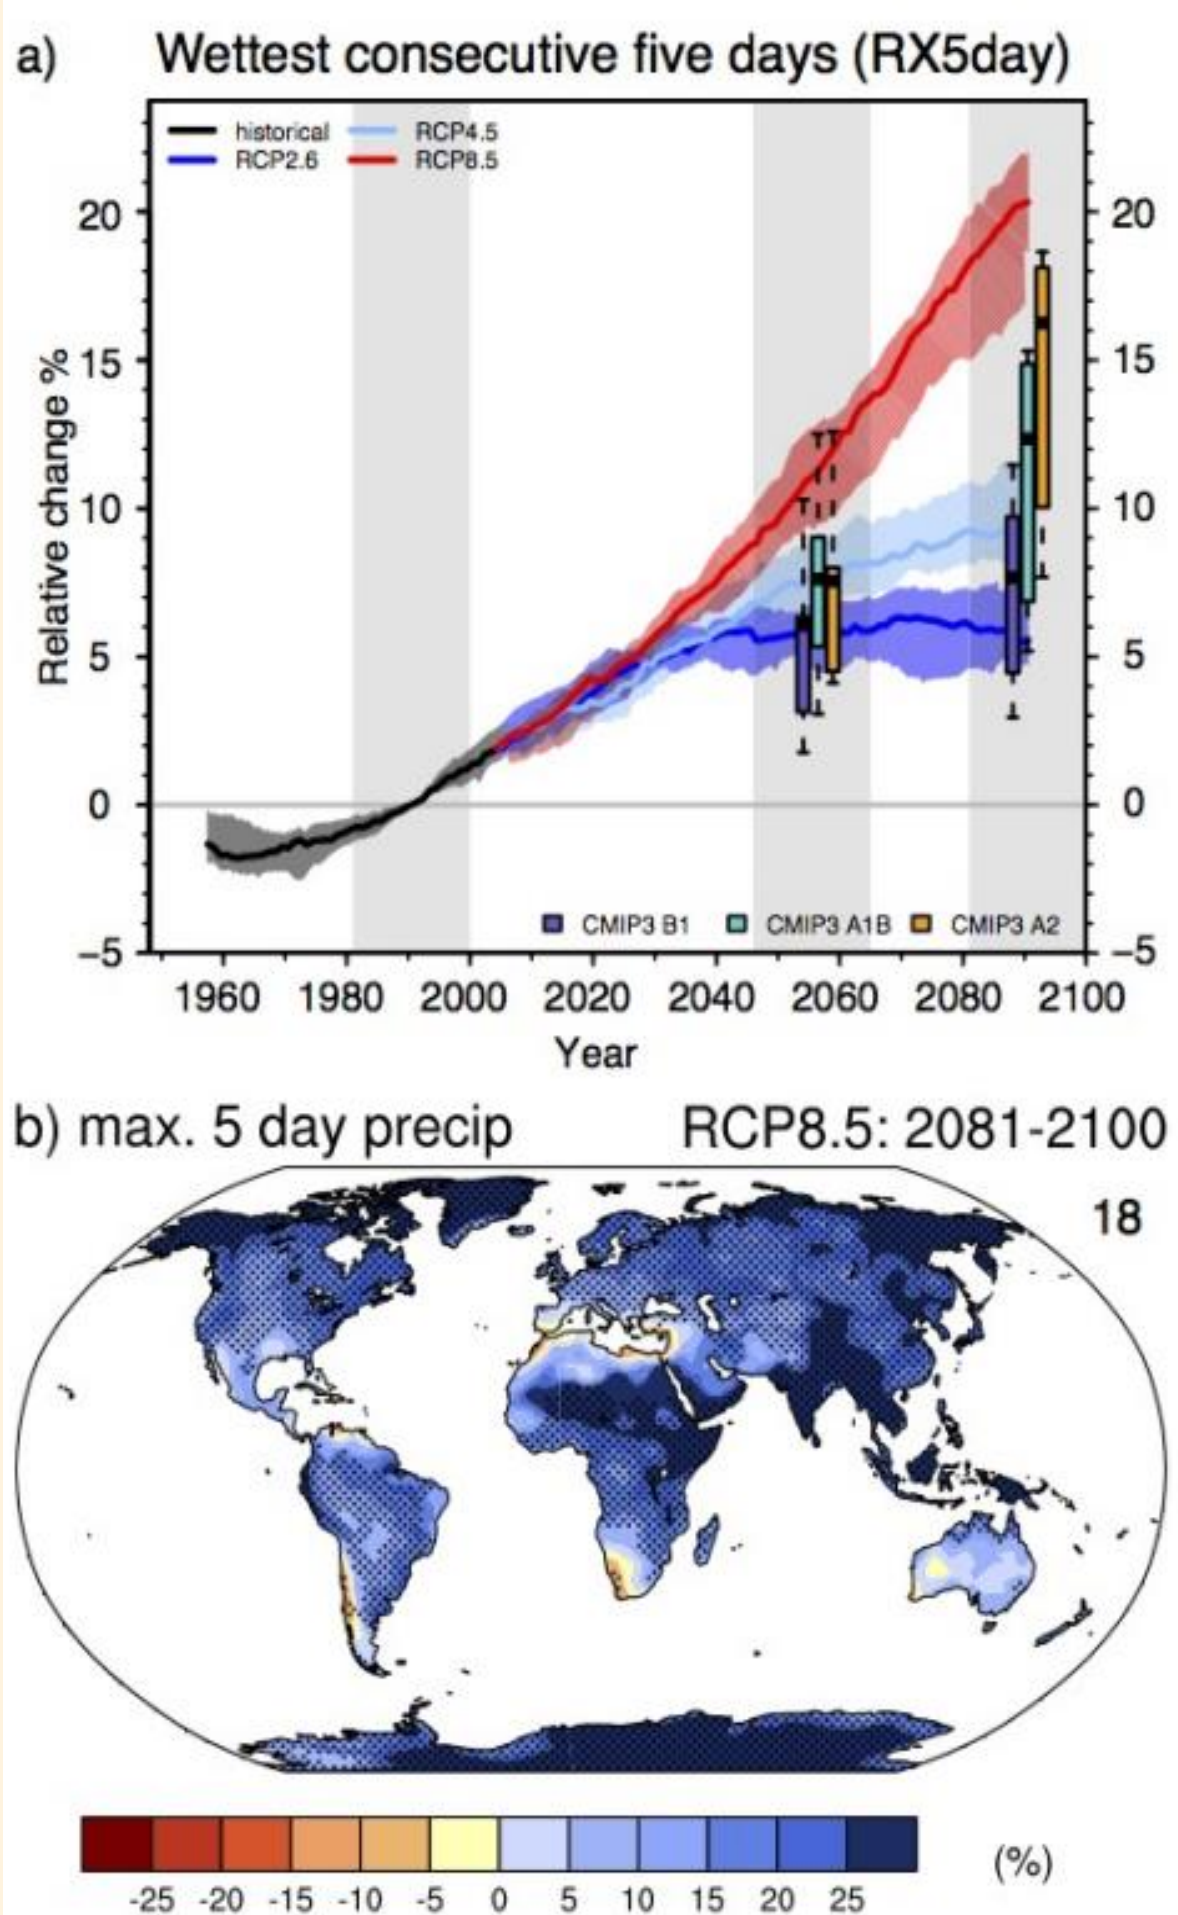 a) Wettest consecutive five days (RX5day)
historical RCP4.5
RCP2.6 RCP8.5
20 20
15 15
10 10
5 5
0 0
−5 −5
Relative change %
CMIP3 B1 CMIP3 A1B CMIP3 A2
1960 1980 2000 2020 2040 2060 2080 2100
Year
b) max. 5 day precip RCP8.5: 2081-2100
18
(%)
-25 -20 -15 -10 -5 0 5 10 15 20 25